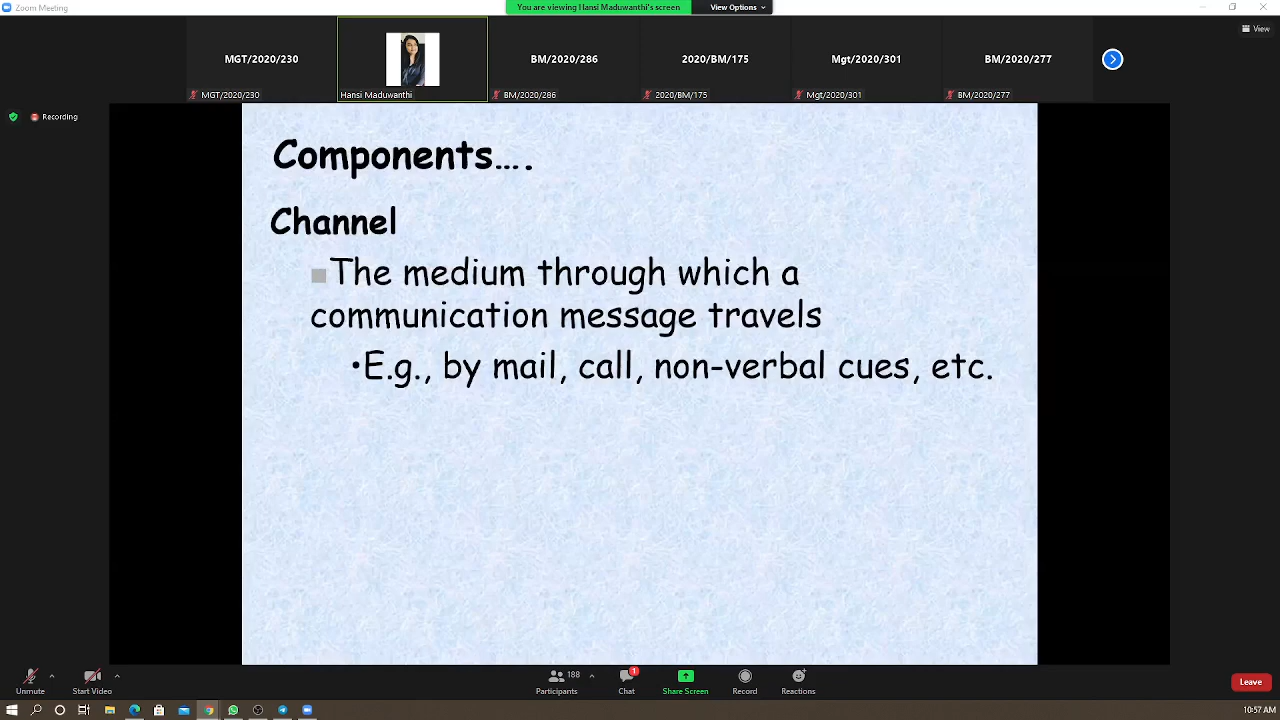 Zoom Meeting
You are viewing Hansi Maduwanthi's screen
View Options
View
MGT/2020/230
BM/2020/286
2020/BM/175
Mgt/2020/301
BM/2020/277
MGT/2020/230
Hansi Maduwanthi
BM/2020/286
2020/BM/175
Mgt/2020/301
BM/2020/277
Recording
Components….
Channel
The medium through which a
communication message travels
•E.g., by mail, call, non-verbal cues, etc.
188
1
Unmute
Start Video
Participants
Chat
Share Screen
Record
Reactions
Leave
10:57 AM